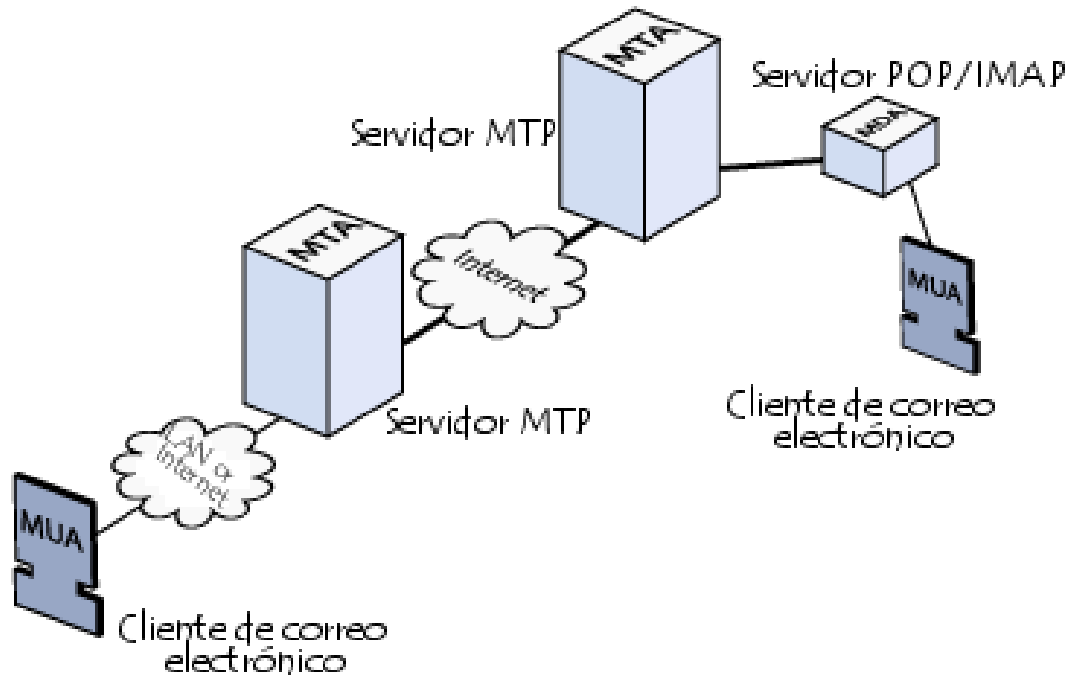 MTA
Servidor POP/IMAP
MDA
Servidor MTP
MTA
Internet
MUA
Servidor MTP
Cliente de correo
electrónico
LAN o
Internet
MUA
Cliente de correo
electrónico